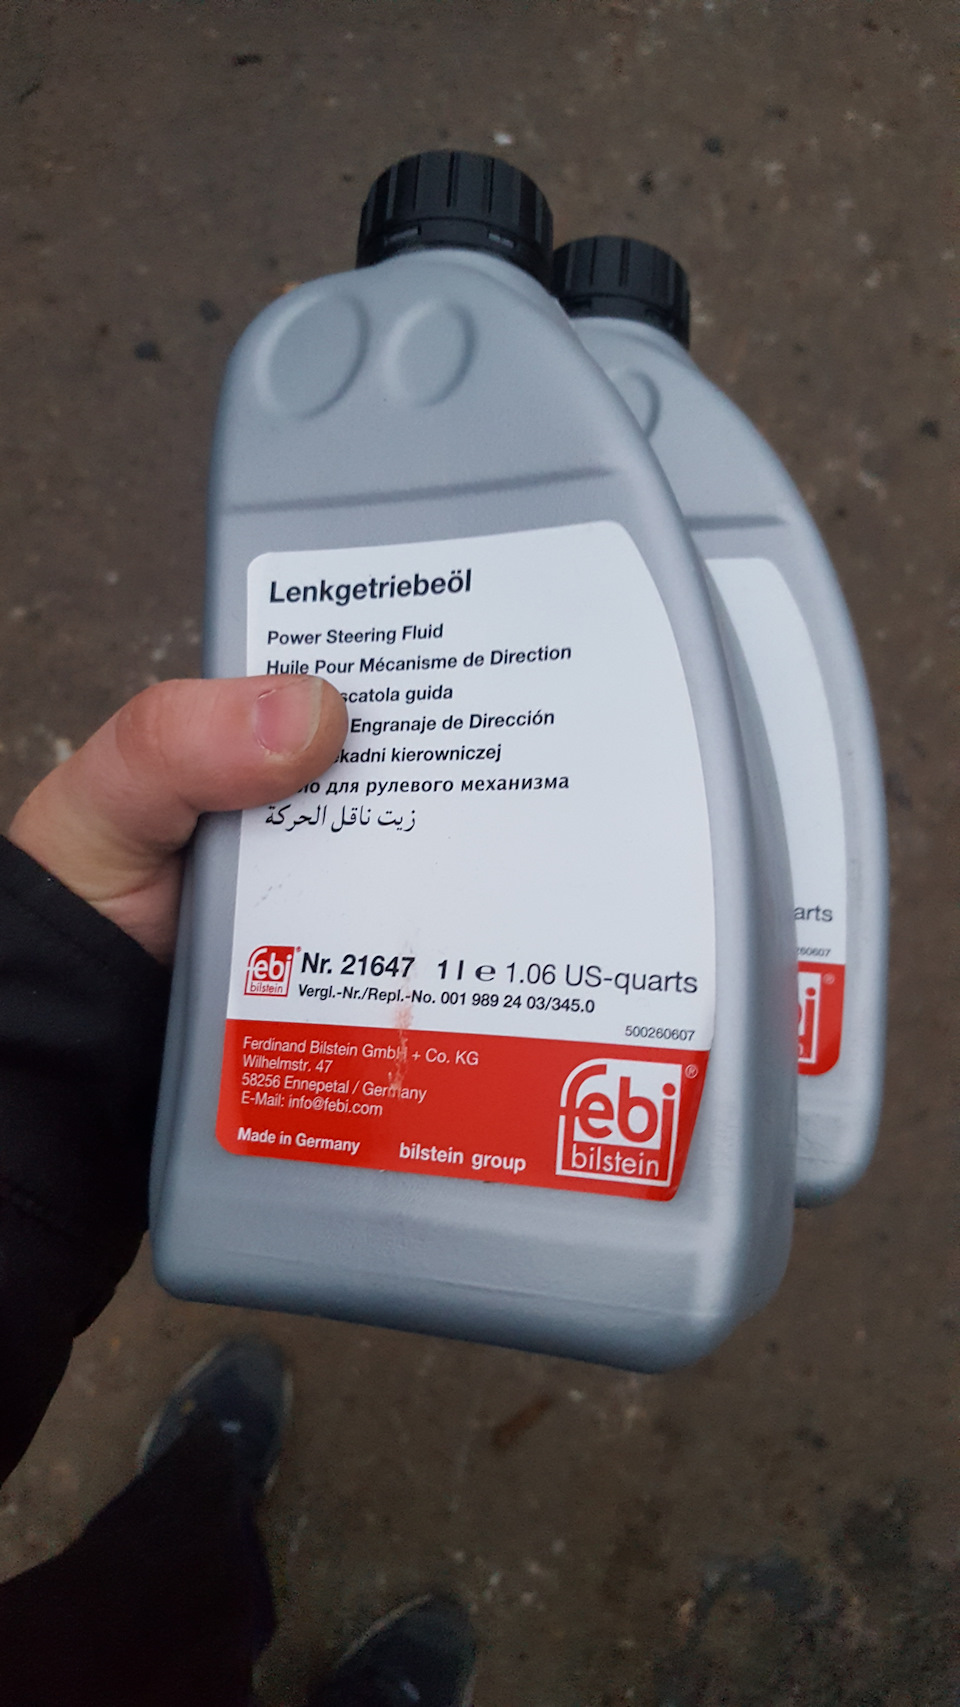 Lenkgetriebeöl
Power Steering Fluid
Huile Pour Mécanisme de Direction
scatola guida
Engranaje de Dirección
kierowniczej
для рулевого механизма
زيت ناقل الحركة
febi® Nr. 21647 1 l e 1.06 US-quarts
bilstein Vergl.-Nr./Repl.-No. 001 989 24 03/345.0
500260607
Ferdinand Bilstein GmbH + Co. KG
Wilhelmstr. 47
58256 Ennepetal / Germany
E-Mail: info@febi.com
Made in Germany bilstein group
febi®
bilstein